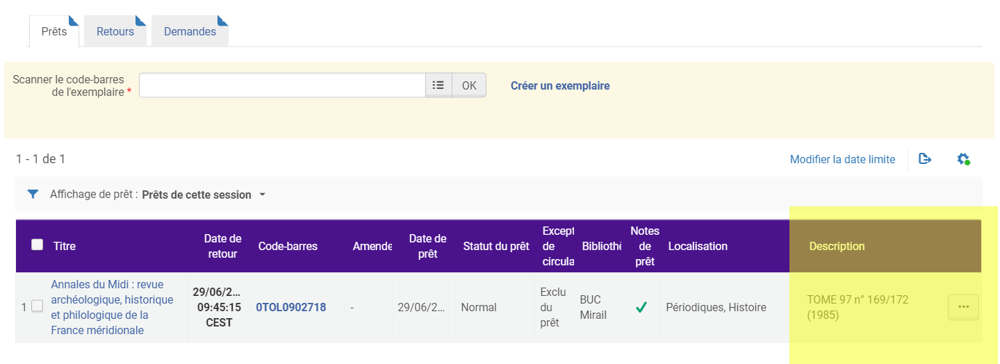 Prêts Retours Demandes
Scanner le code-barres
de l'exemplaire * OK Créer un exemplaire
1 - 1 de 1 Modifier la date limite
Affichage de prêt : Prêts de cette session
Titre Date de retour Code-barres Amende Date de prêt Statut du prêt Except de circula Bibliothè Notes de prêt Localisation Description
1 Annales du Midi : revue archéologique, historique et philologique de la France méridionale 29/06/2... 09:45:15 CEST 0TOL0902718 - 29/06/2... Normal Exclu du prêt BUC Mirail Périodiques, Histoire TOME 97 n° 169/172 (1985)